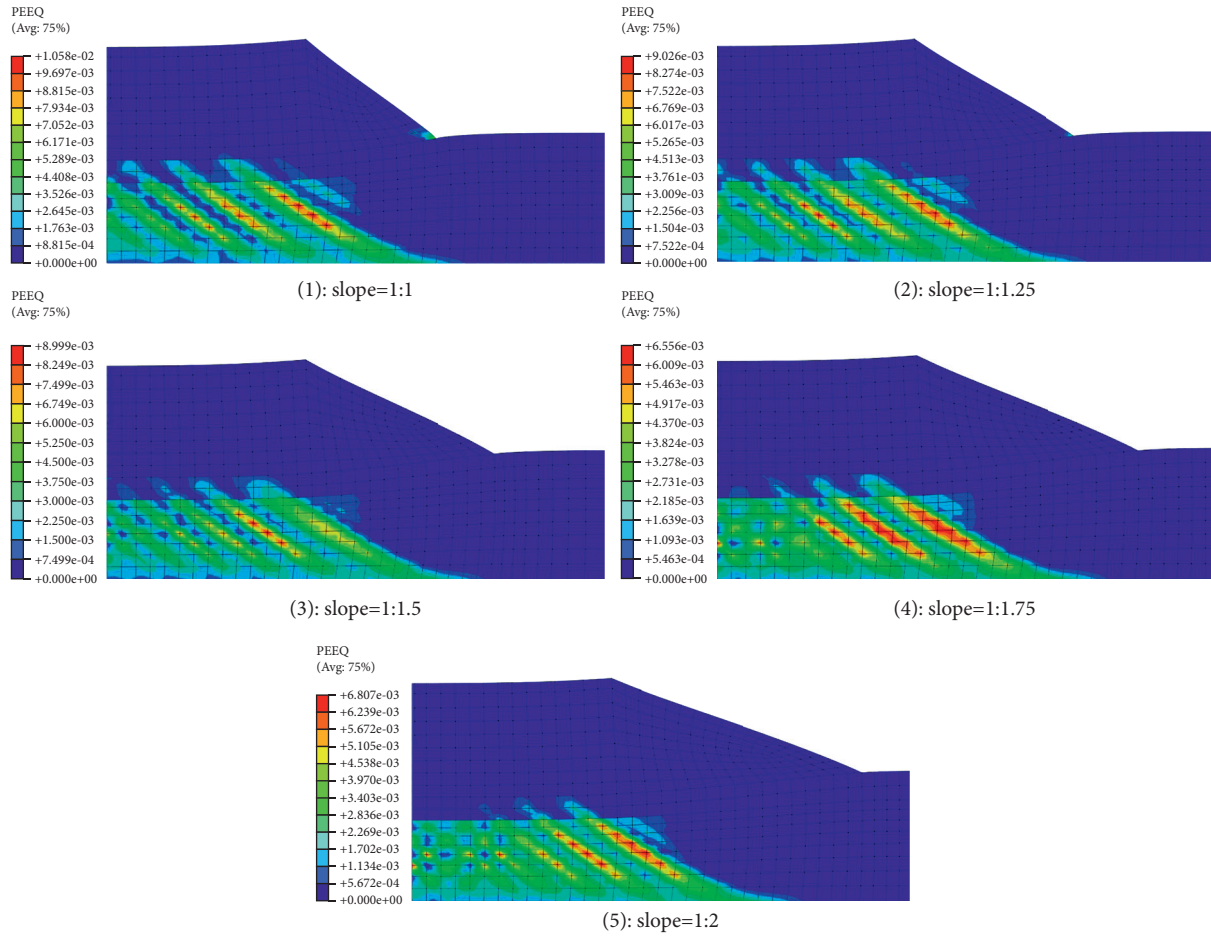 PEEQ
(Avg: 75%)
+1.058e-02
+9.697e-03
+8.815e-03
+7.934e-03
+7.052e-03
+6.171e-03
+5.289e-03
+4.408e-03
+3.526e-03
+2.645e-03
+1.763e-03
+8.815e-04
+0.000e+00
(1): slope=1:1
PEEQ
(Avg: 75%)
+9.026e-03
+8.274e-03
+7.522e-03
+6.769e-03
+6.017e-03
+5.265e-03
+4.513e-03
+3.761e-03
+3.009e-03
+2.256e-03
+1.504e-03
+7.522e-04
+0.000e+00
(2): slope=1:1.25
PEEQ
(Avg: 75%)
+8.999e-03
+8.249e-03
+7.499e-03
+6.749e-03
+6.000e-03
+5.250e-03
+4.500e-03
+3.750e-03
+3.000e-03
+2.250e-03
+1.500e-03
+7.499e-04
+0.000e+00
(3): slope=1:1.5
PEEQ
(Avg: 75%)
+6.556e-03
+6.009e-03
+5.463e-03
+4.917e-03
+4.370e-03
+3.824e-03
+3.278e-03
+2.731e-03
+2.185e-03
+1.639e-03
+1.093e-03
+5.463e-04
+0.000e+00
(4): slope=1:1.75
PEEQ
(Avg: 75%)
+6.807e-03
+6.239e-03
+5.672e-03
+5.105e-03
+4.538e-03
+3.970e-03
+3.403e-03
+2.836e-03
+2.269e-03
+1.702e-03
+1.134e-03
+5.672e-04
+0.000e+00
(5): slope=1:2